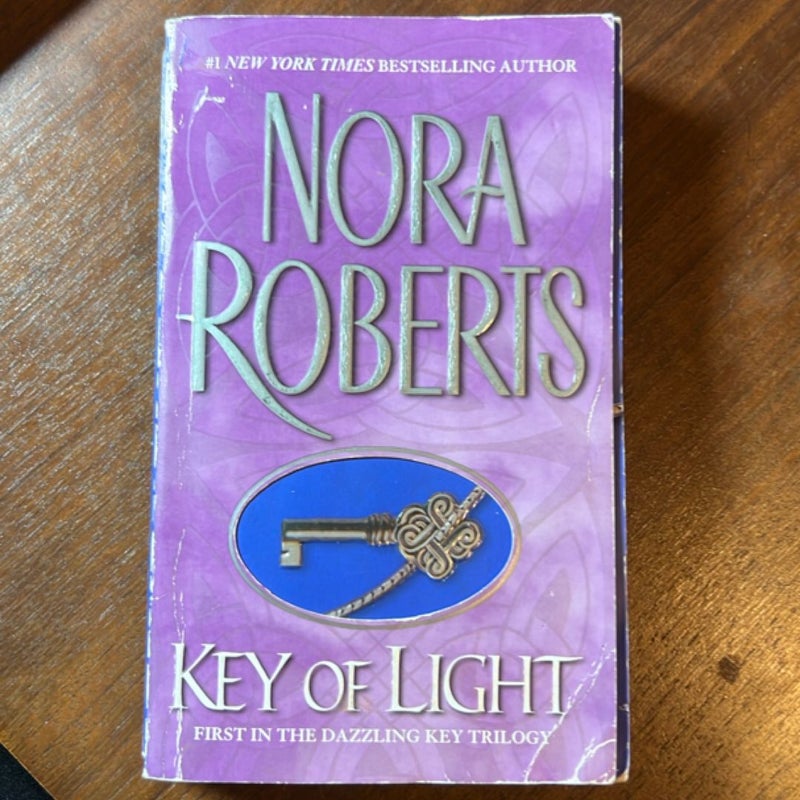 #1 NEW YORK TIMES BESTSELLING AUTHOR
NORA
ROBERTS
KEY OF LIGHT
FIRST IN THE DAZZLING KEY TRILOGY